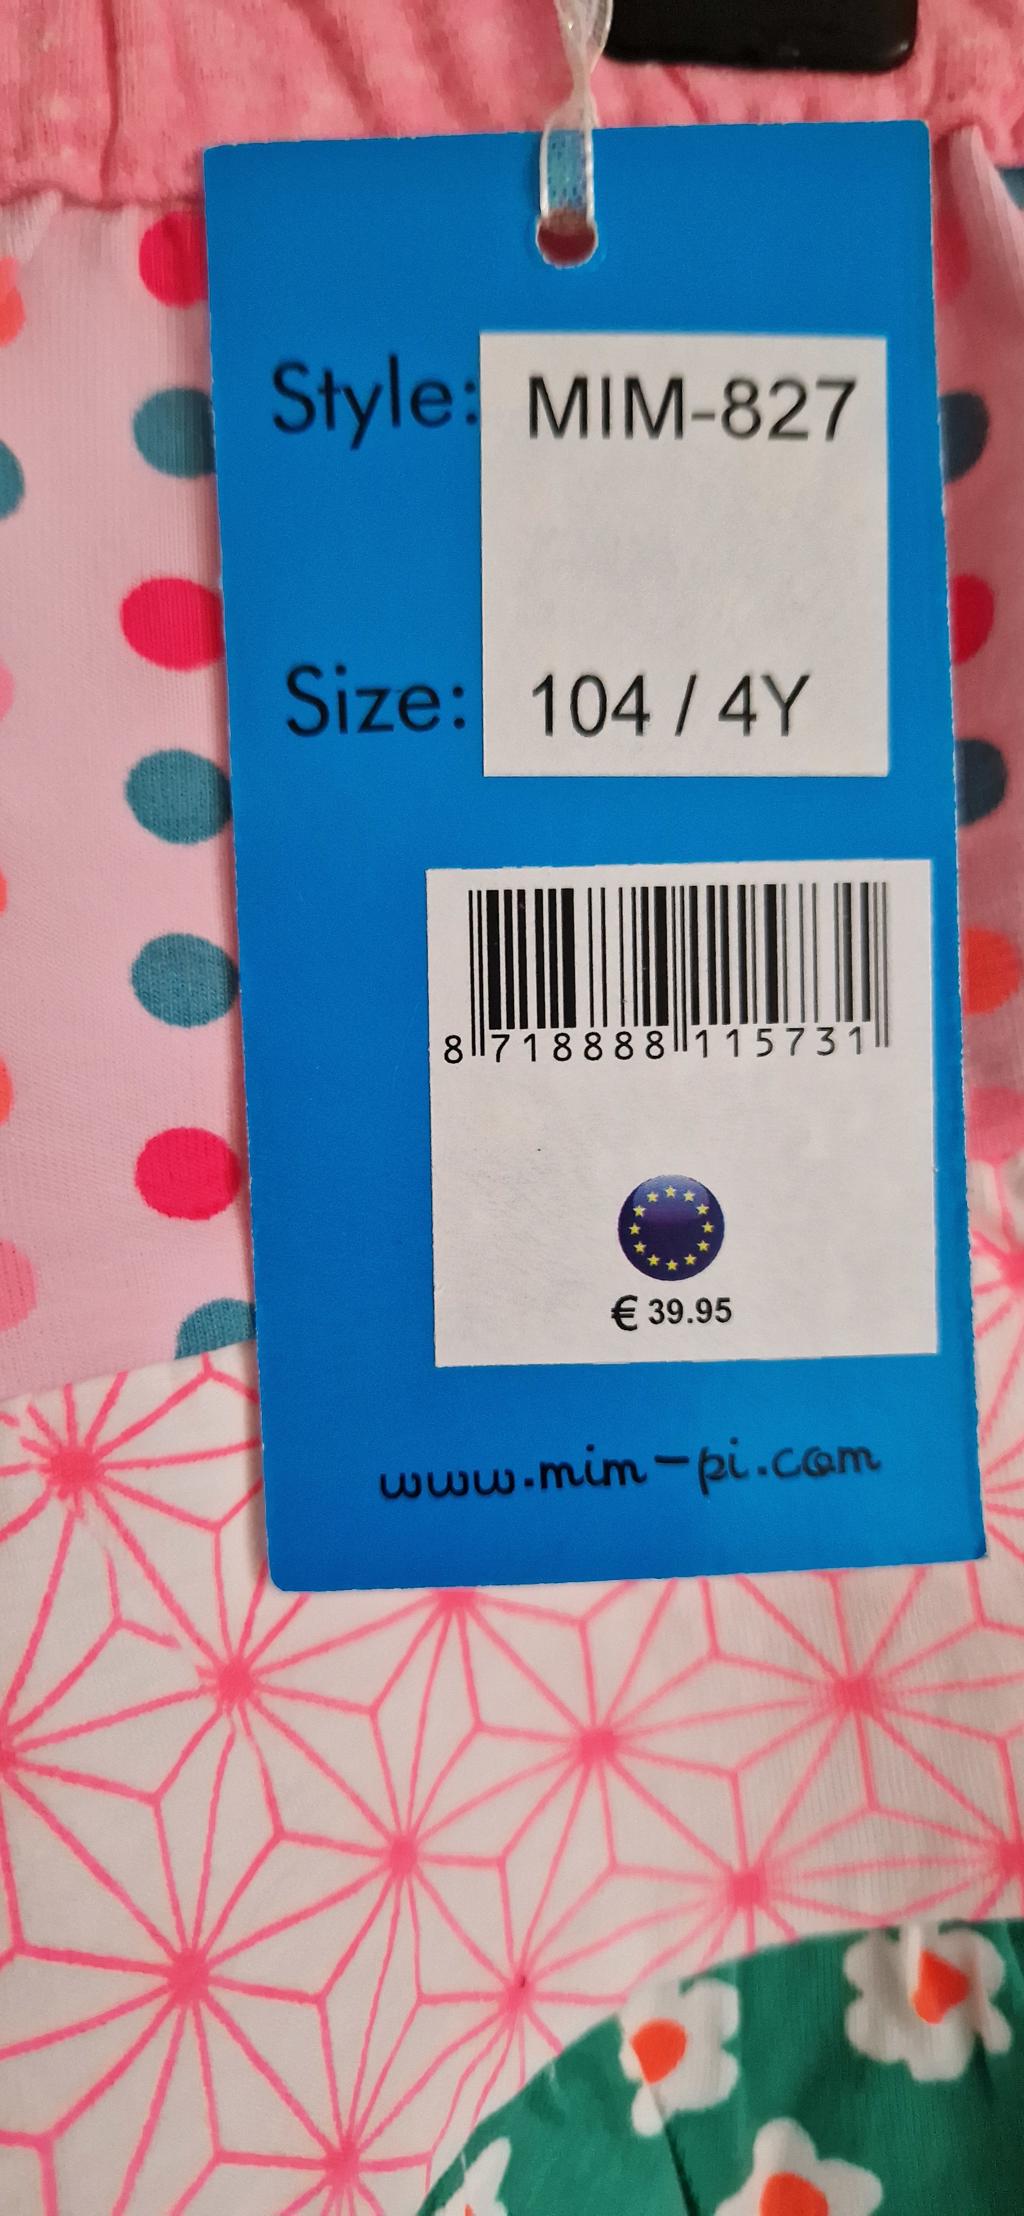 Style: MIM-827
Size: 104 / 4Y
8 718888 115731
€ 39.95
www.mim-pi.com